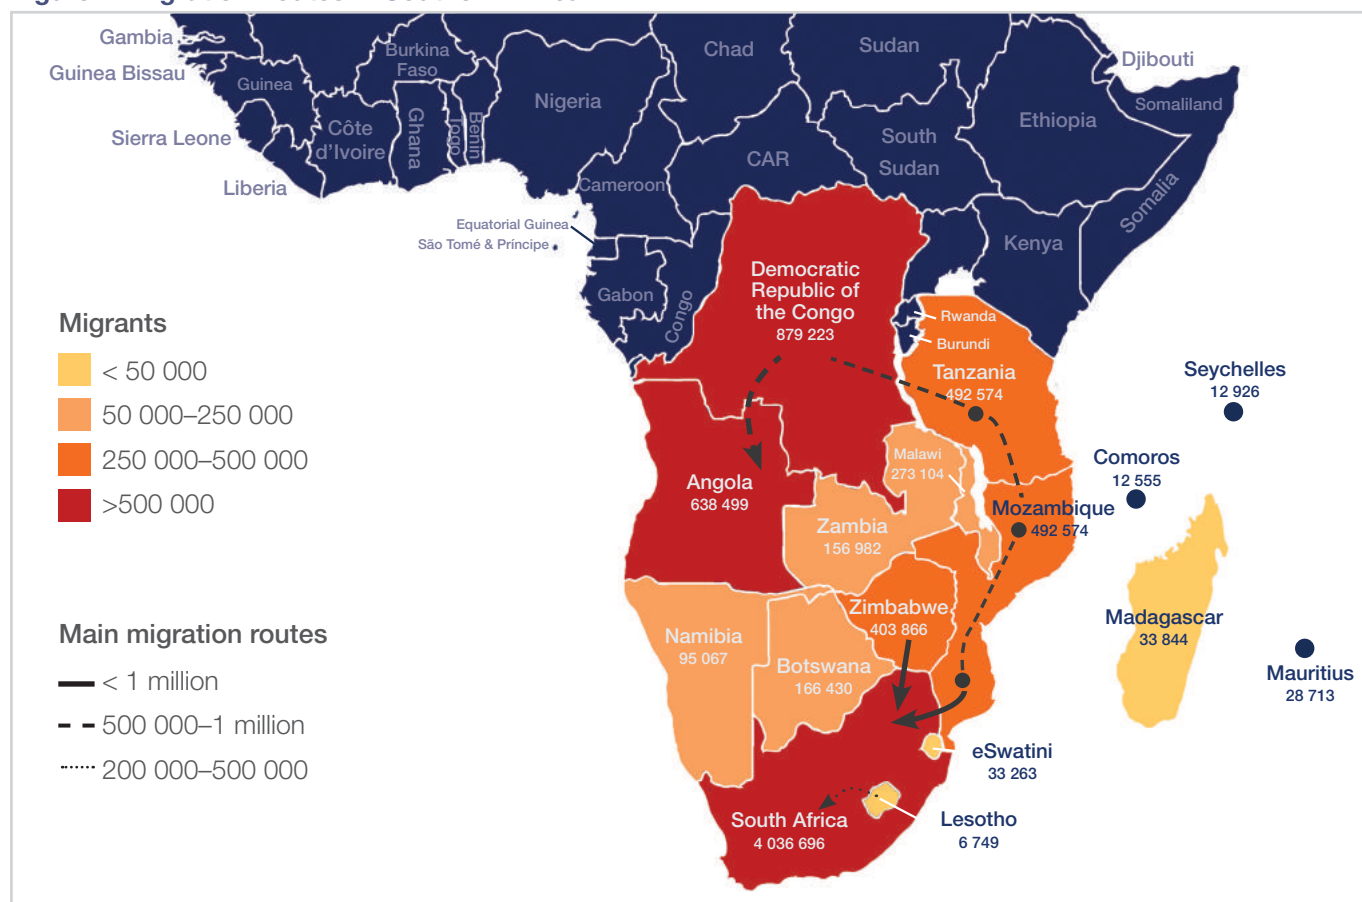 Gambia
Guinea Bissau
Guinea
Sierra Leone
Liberia
Côte
d’Ivoire
Burkina
Faso
Ghana
Togo
Benin
Nigeria
Chad
Sudan
Djibouti
Somaliland
Ethiopia
South
Sudan
CAR
Cameroon
Somalia
Equatorial Guinea
São Tomé & Príncipe
Gabon
Congo
Kenya
Democratic
Republic of
the Congo
879 223
Rwanda
Burundi
Tanzania
492 574
Seychelles
12 926
Comoros
12 555
Malawi
273 104
Angola
638 499
Mozambique
492 574
Zambia
156 982
Zimbabwe
403 866
Namibia
95 067
Botswana
166 430
Madagascar
33 844
Mauritius
28 713
eSwatini
33 263
Lesotho
6 749
South Africa
4 036 696
Migrants
< 50 000
50 000–250 000
250 000–500 000
>500 000
Main migration routes
< 1 million
500 000–1 million
200 000–500 000